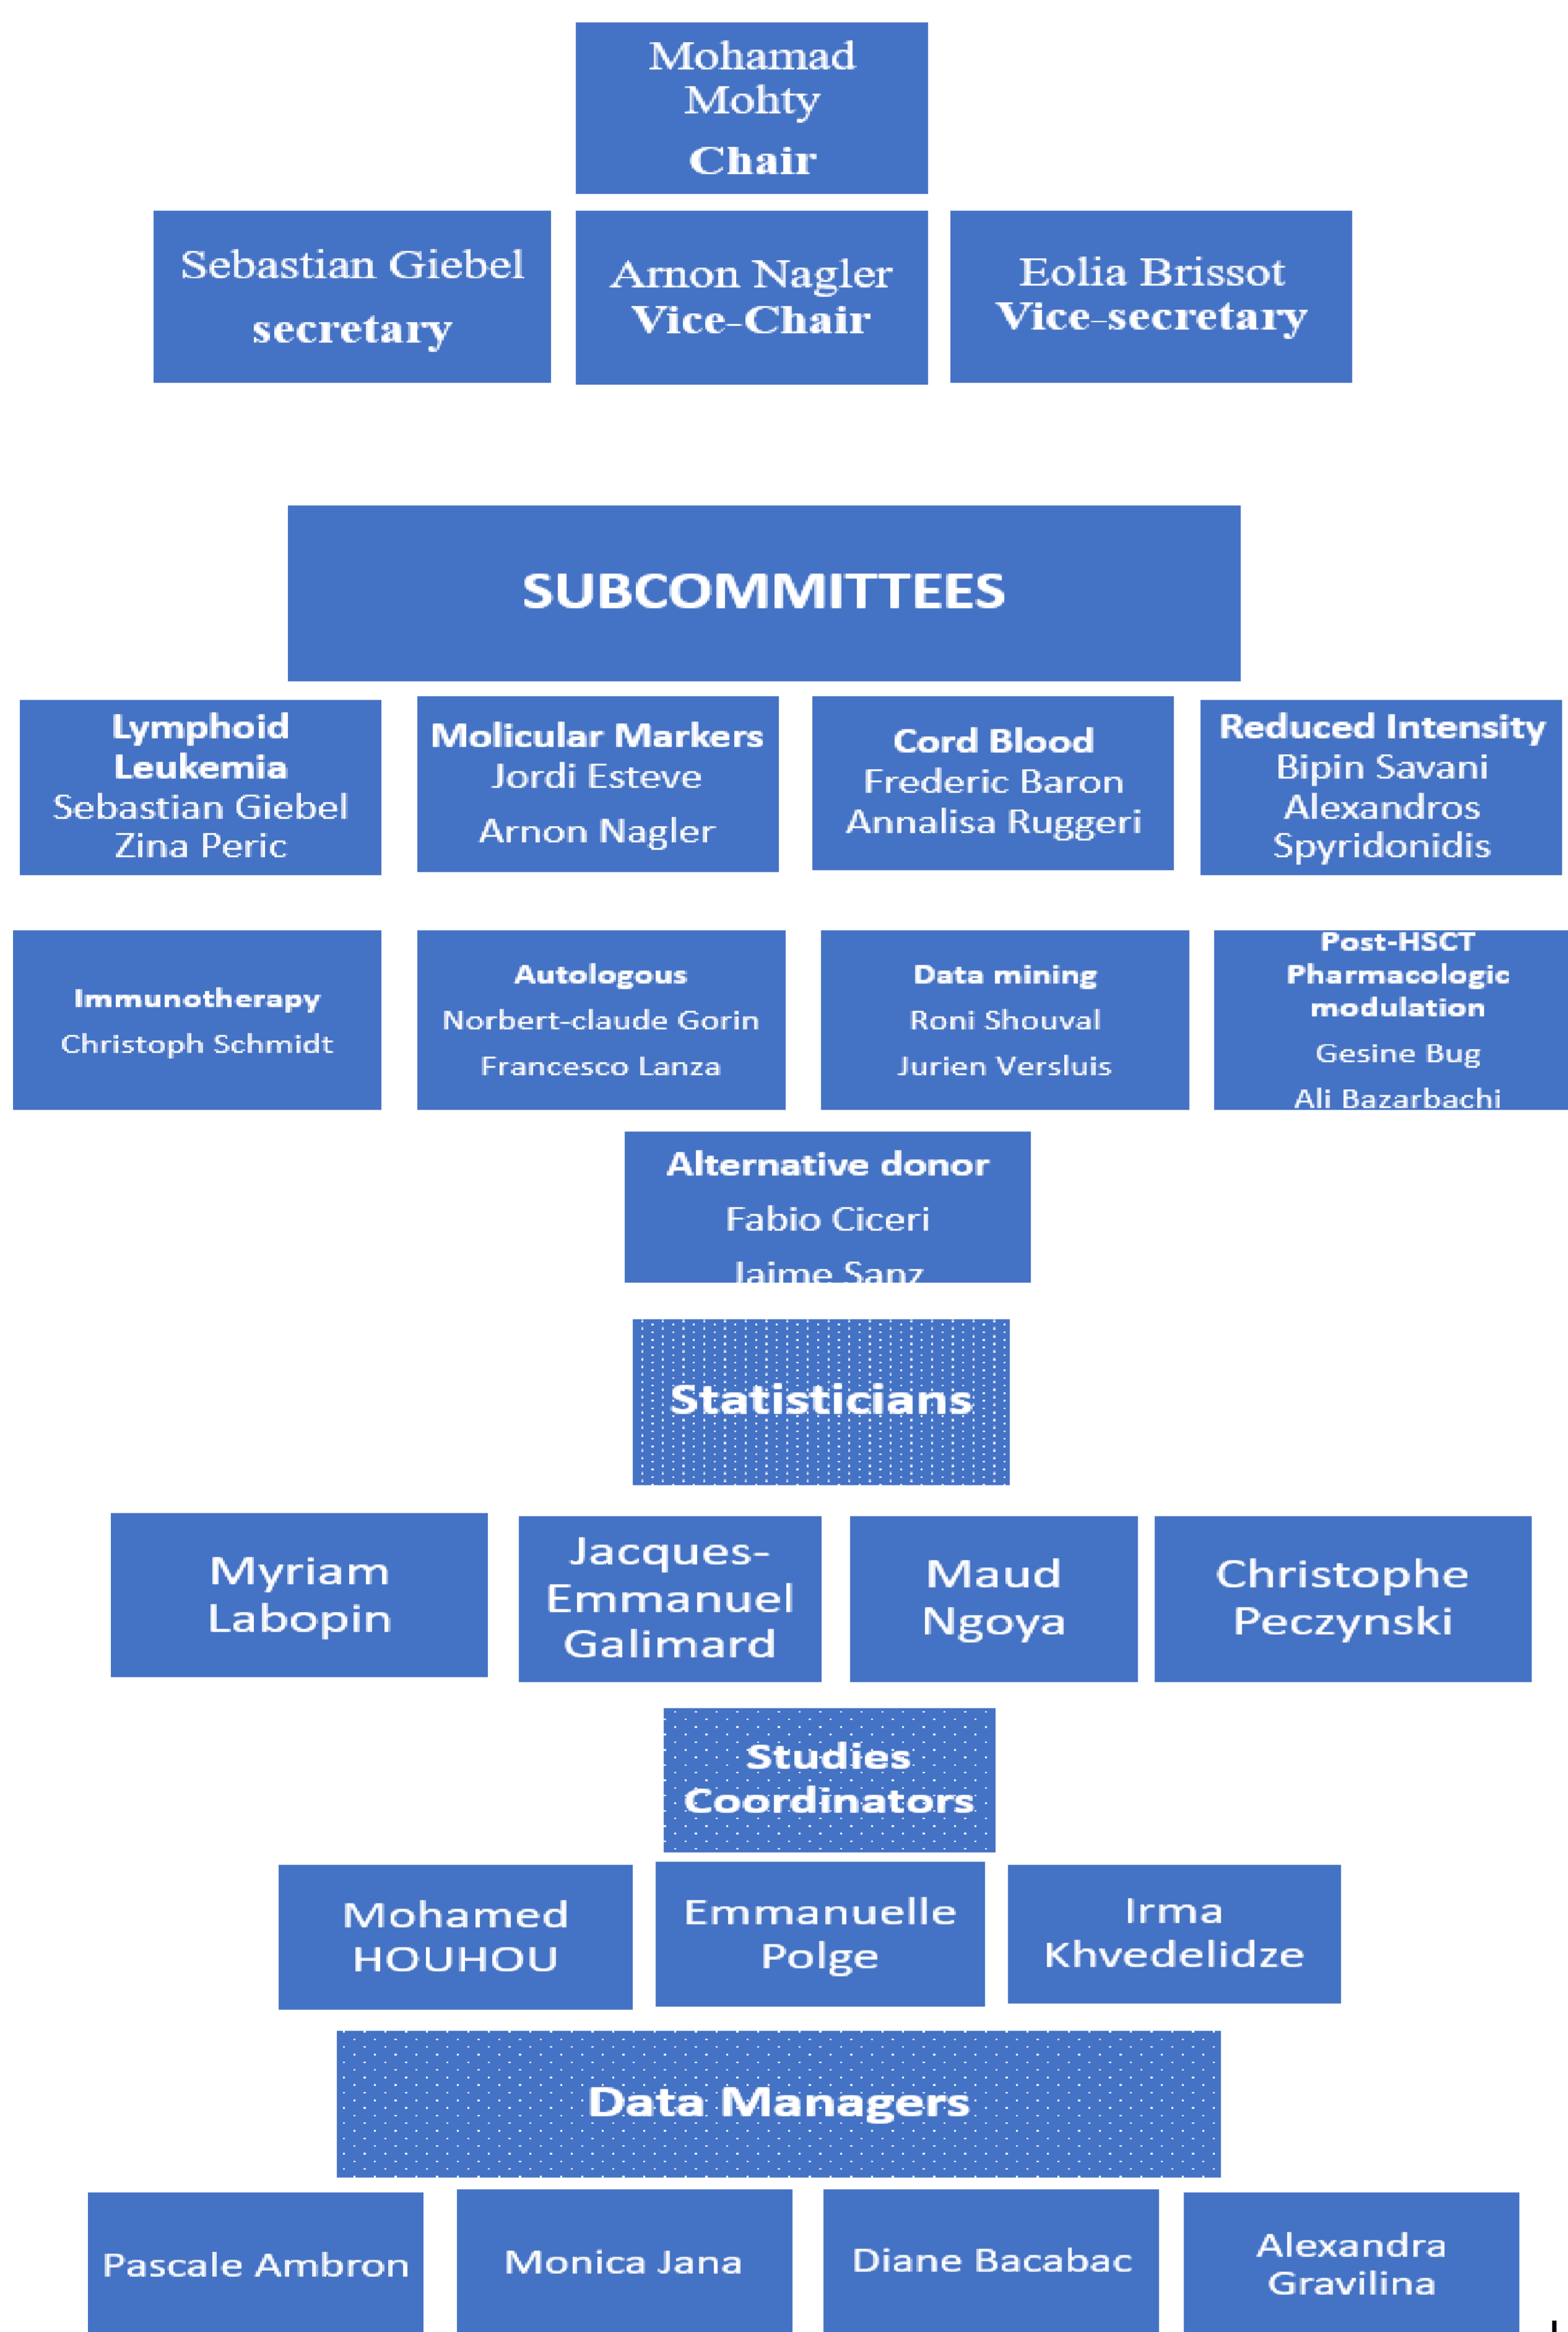 Mohamad
Mohty
Chair
Sebastian Giebel
secretary
Arnon Nagler
Vice-Chair
Eolia Brissot
Vice-secretary
SUBCOMMITTEES
Lymphoid
Leukemia
Sebastian Giebel
Zina Peric
Molicular Markers
Jordi Esteve
Arnon Nagler
Cord Blood
Frederic Baron
Annalisa Ruggeri
Reduced Intensity
Bipin Savani
Alexandros
Spyridonidis
Immunotherapy
Christoph Schmidt
Autologous
Norbert-claude Gorin
Francesco Lanza
Data mining
Roni Shouval
Jurien Versluis
Post-HSCT
Pharmacologic
modulation
Gesine Bug
Ali Bazarbachi
Alternative donor
Fabio Ciceri
Jaime Sanz
Statisticians
Myriam
Labopin
Jacques-
Emmanuel
Galimard
Maud
Ngoya
Christophe
Peczynski
Studies
Coordinators
Mohamed
HOUHOU
Emmanuelle
Polge
Irma
Khvedelidze
Data Managers
Pascale Ambron
Monica Jana
Diane Bacabac
Alexandra
Gravilina